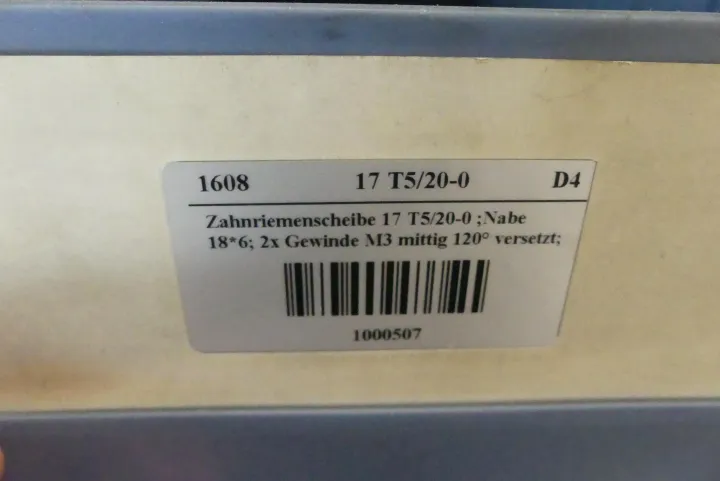 1608 17 T5/20-0 D4
Zahnriemenscheibe 17 T5/20-0 ;Nabe
18*6; 2x Gewinde M3 mittig 120° versetzt;
1000507